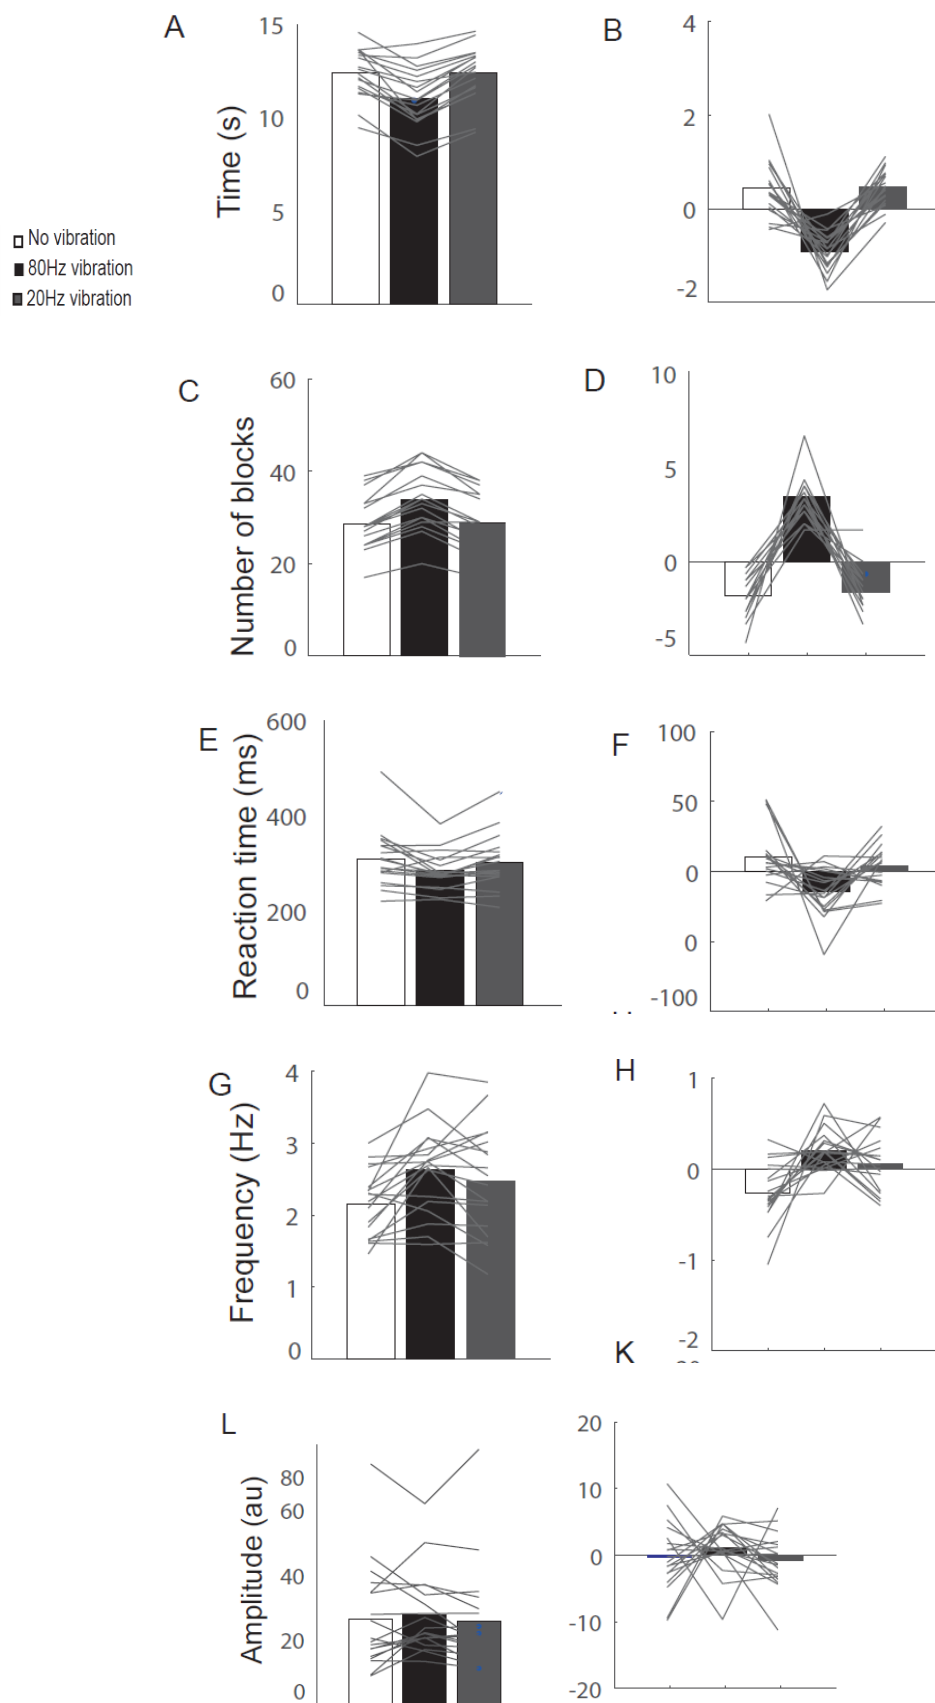 A
15
10
5
0
Time (s)
B
4
2
0
-2
No vibration
80Hz vibration
20Hz vibration
C
60
40
20
0
Number of blocks
D
10
5
0
-5
E
600
400
200
0
Reaction time (ms)
F
100
50
0
0
-100
G
4
3
2
1
0
Frequency (Hz)
H
1
0
-1
-2
K
L
80
60
40
20
0
Amplitude (au)
20
10
0
-10
-20